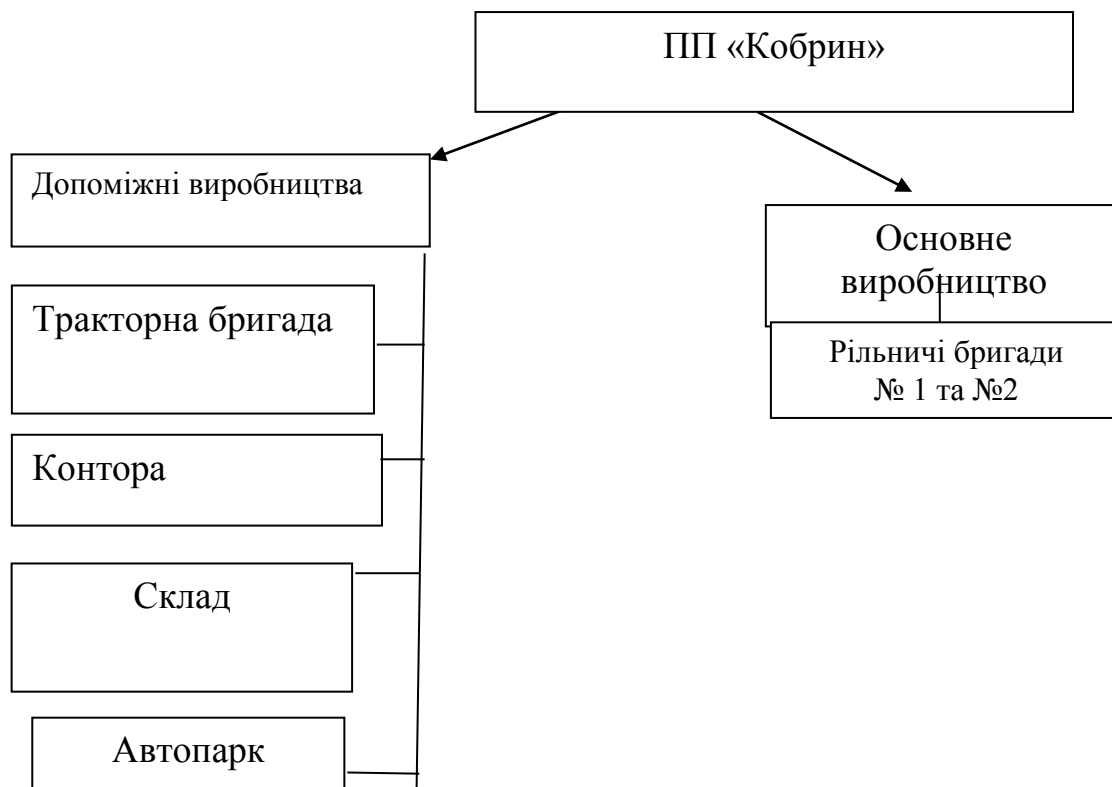 ПП «Кобрин»
Допоміжні виробництва
Основне
виробництво
Тракторна бригада
Рільничі бригади
№ 1 та №2
Контора
Склад
Автопарк